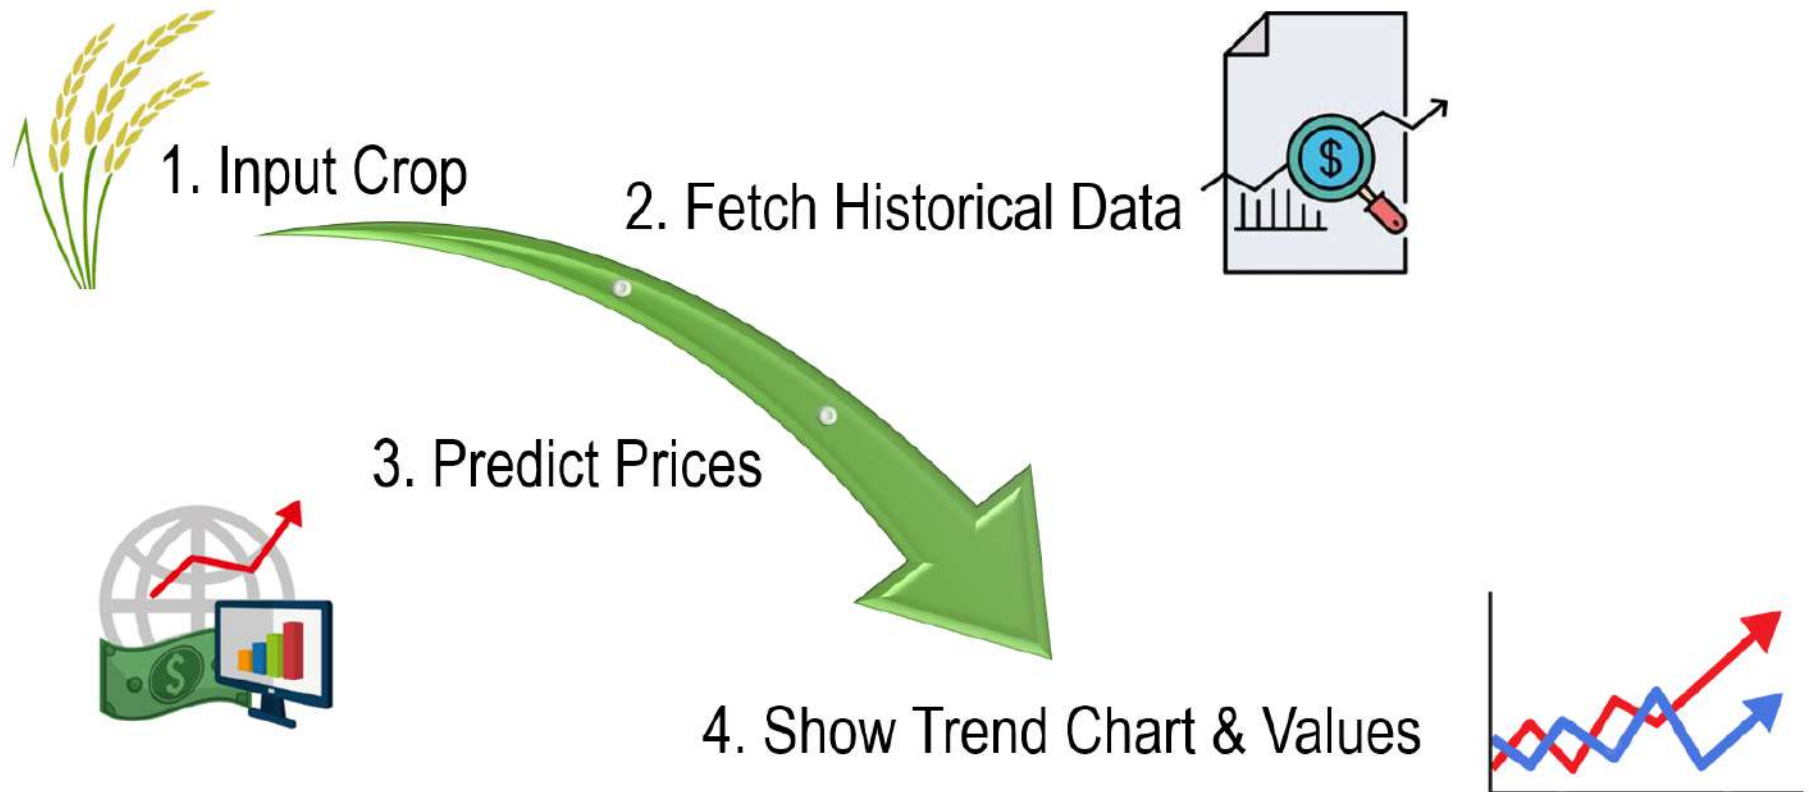 1. Input Crop
2. Fetch Historical Data
$
3. Predict Prices
$
4. Show Trend Chart & Values